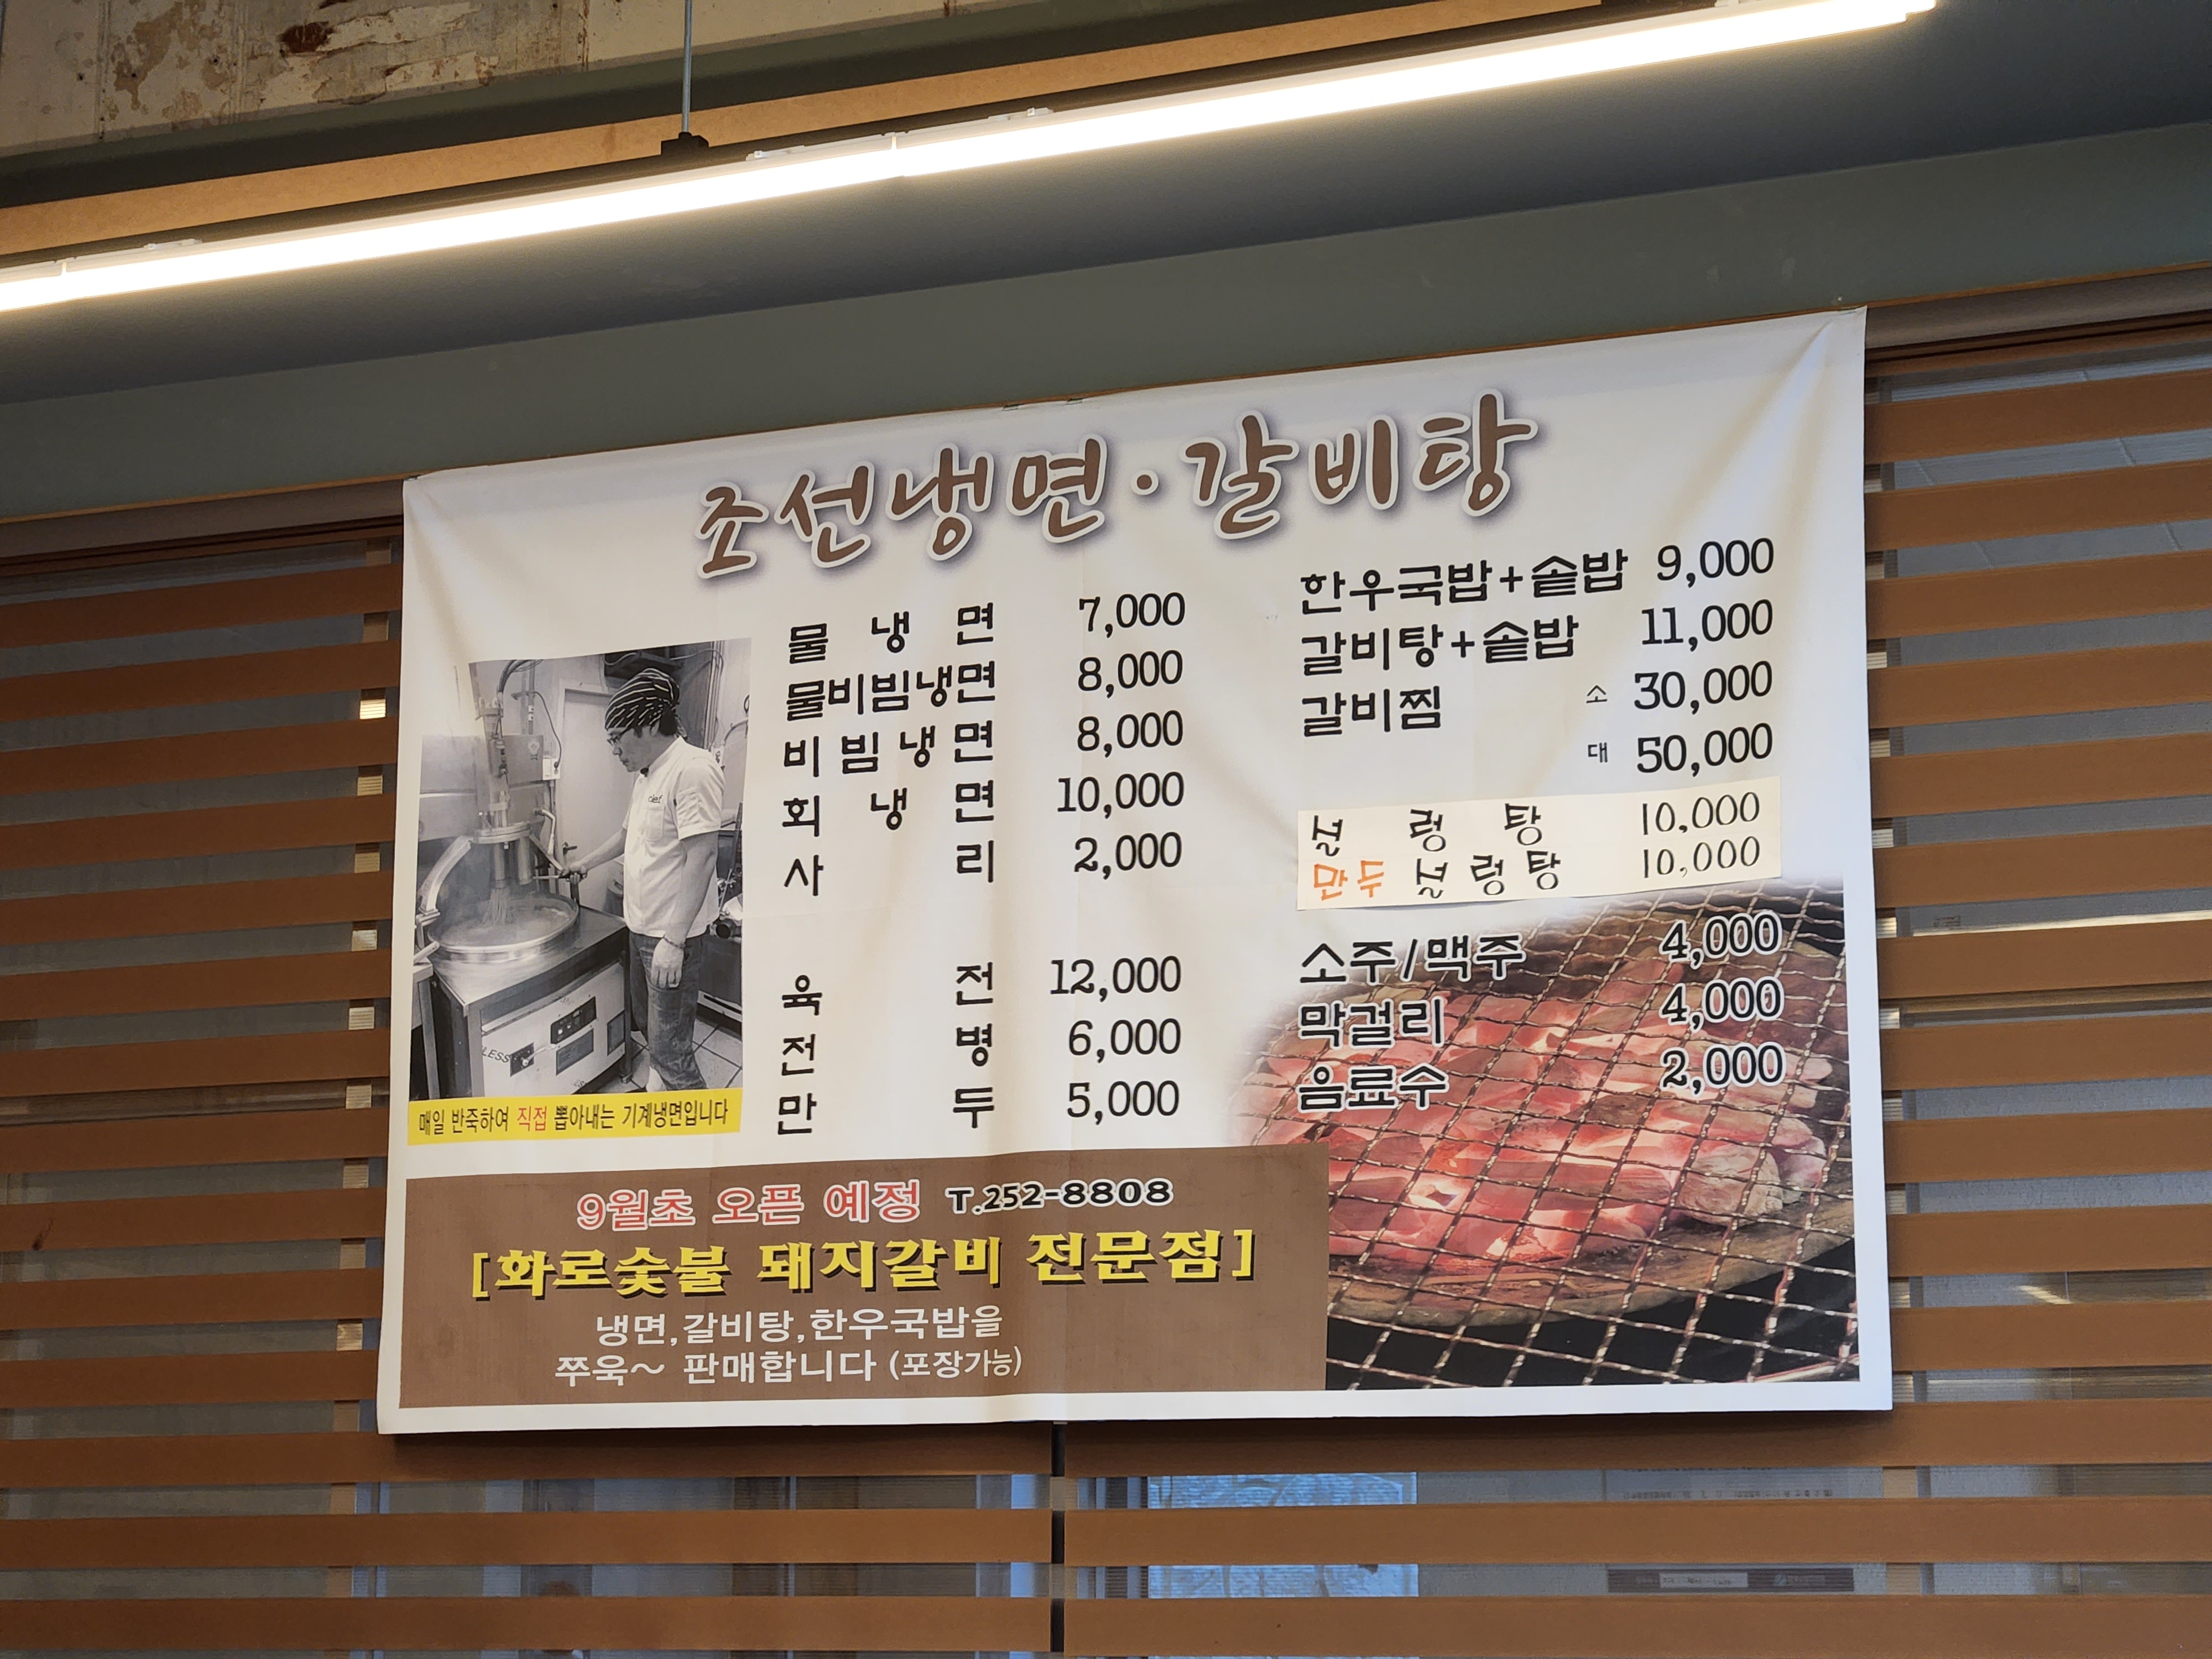 조선냉면·갈비탕
물냉면 7,000
물비빔냉면 8,000
비빔냉면 8,000
회냉면 10,000
사리 2,000
육전 12,000
전병 6,000
만두 5,000
한우국밥+솥밥 9,000
갈비탕+솥밥 11,000
갈비찜 소 30,000
대 50,000
설렁탕 10,000
만두설렁탕 10,000
소주/맥주 4,000
막걸리 4,000
음료수 2,000
chef
LESS
매일 반죽하여 직접 뽑아내는 기계냉면입니다
9월초 오픈 예정 T.252-8808
[화로숯불 돼지갈비 전문점]
냉면,갈비탕,한우국밥을
쭈욱~ 판매합니다 (포장가능)